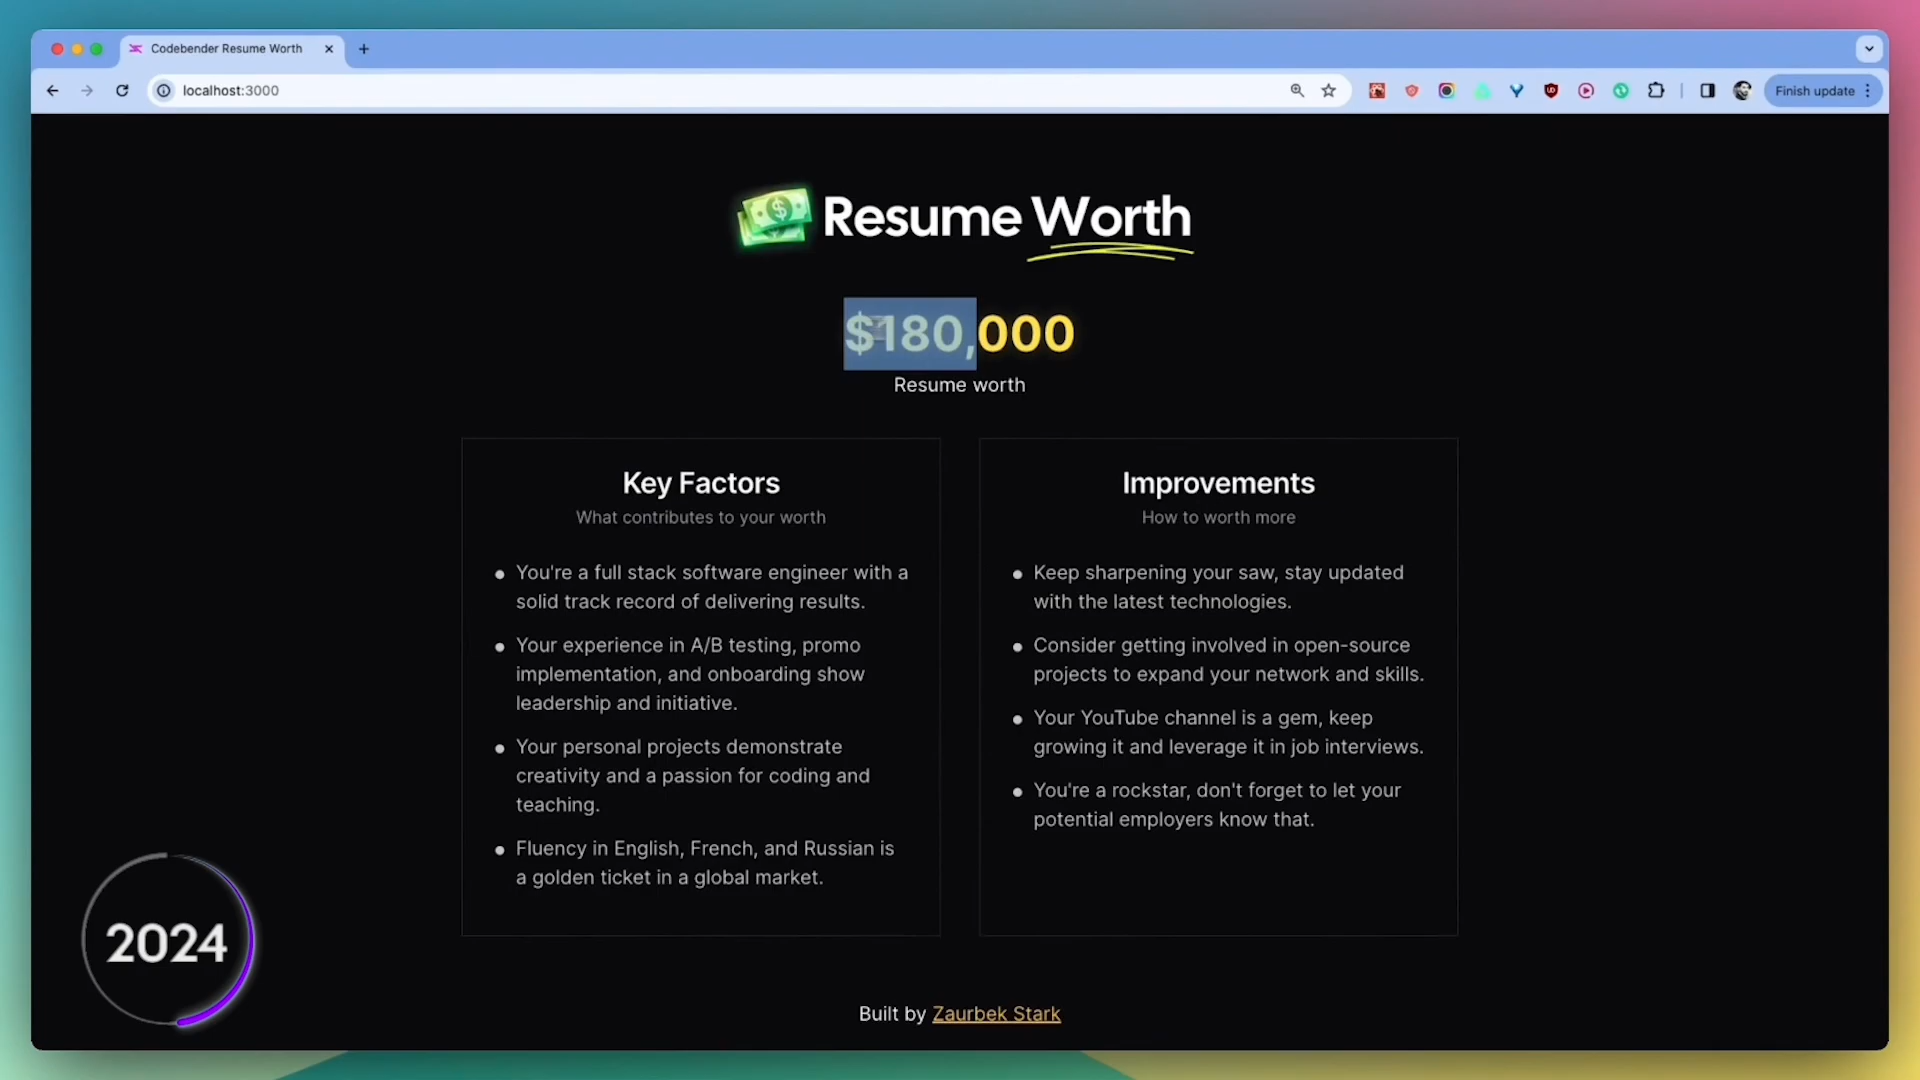 Codebender Resume Worth
localhost:3000
Finish update
Resume Worth
$180,000
Resume worth
Key Factors
What contributes to your worth
You're a full stack software engineer with a
solid track record of delivering results.
Your experience in A/B testing, promo
implementation, and onboarding show
leadership and initiative.
Your personal projects demonstrate
creativity and a passion for coding and
teaching.
Fluency in English, French, and Russian is
a golden ticket in a global market.
Improvements
How to worth more
Keep sharpening your saw, stay updated
with the latest technologies.
Consider getting involved in open-source
projects to expand your network and skills.
Your YouTube channel is a gem, keep
growing it and leverage it in job interviews.
You're a rockstar, don't forget to let your
potential employers know that.
2024
Built by Zaurbek Stark